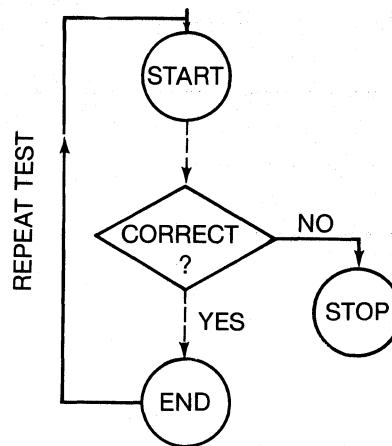 START
REPEAT TEST
CORRECT
?
NO
YES
STOP
END